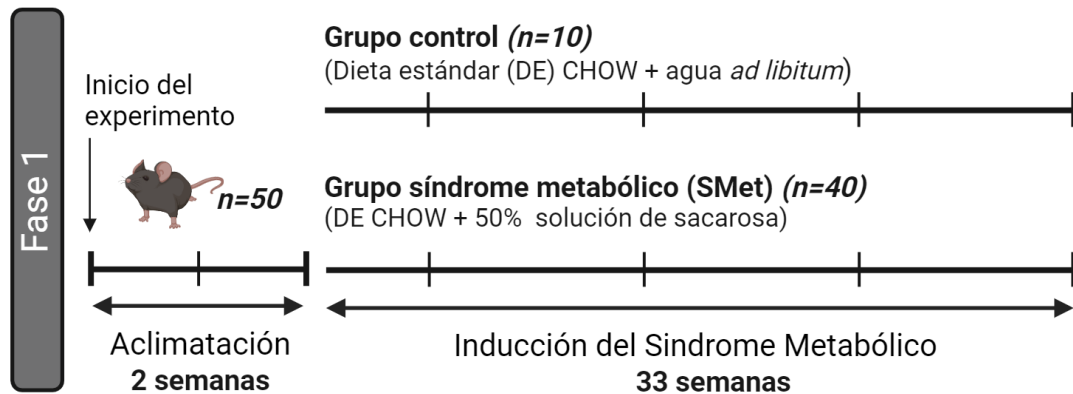 Fase 1
Inicio del
experimento
n=50
Aclimatación
2 semanas
Grupo control (n=10)
(Dieta estándar (DE) CHOW + agua ad libitum)
Grupo síndrome metabólico (SMet) (n=40)
(DE CHOW + 50% solución de sacarosa)
Inducción del Sindrome Metabólico
33 semanas